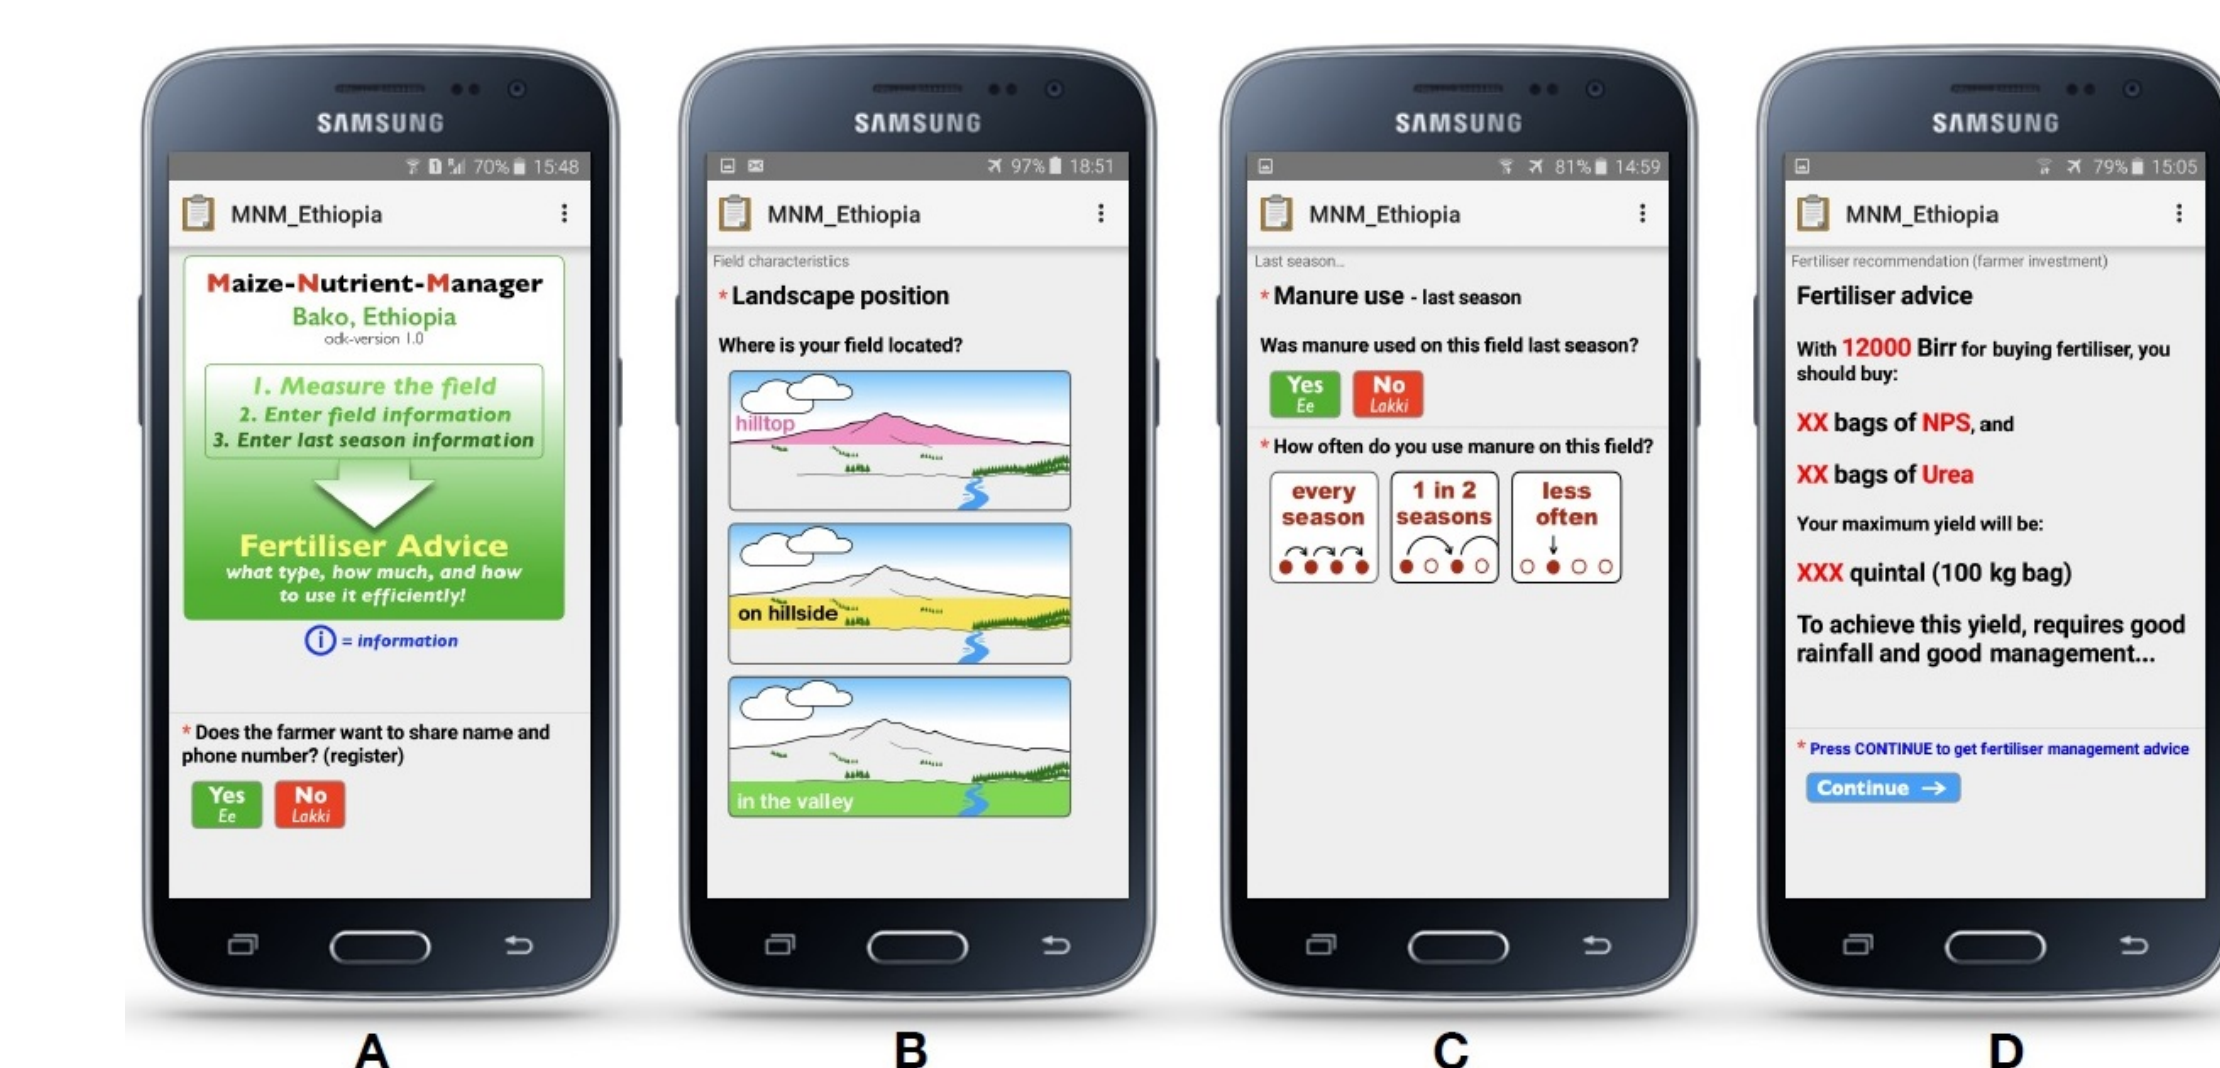 SAMSUNG
70% 15:48
MNM_Ethiopia
Maize-Nutrient-Manager
Bako, Ethiopia
odk-version 1.0
1. Measure the field
2. Enter field information
3. Enter last season information
Fertiliser Advice
what type, how much, and how
to use it efficiently!
i = information
* Does the farmer want to share name and
phone number? (register)
Yes No
Ee Lakki
A
SAMSUNG
97% 18:51
MNM_Ethiopia
Field characteristics
* Landscape position
Where is your field located?
hilltop
on hillside
in the valley
B
SAMSUNG
81% 14:59
MNM_Ethiopia
Last season...
* Manure use - last season
Was manure used on this field last season?
Yes No
Ee Lakki
* How often do you use manure on this field?
every 1 in 2 less
season seasons often
C
SAMSUNG
79% 15:05
MNM_Ethiopia
Fertiliser recommendation (farmer investment)
Fertiliser advice
With 12000 Birr for buying fertiliser, you
should buy:
XX bags of NPS, and
XX bags of Urea
Your maximum yield will be:
XXX quintal (100 kg bag)
To achieve this yield, requires good
rainfall and good management...
* Press CONTINUE to get fertiliser management advice
Continue →
D